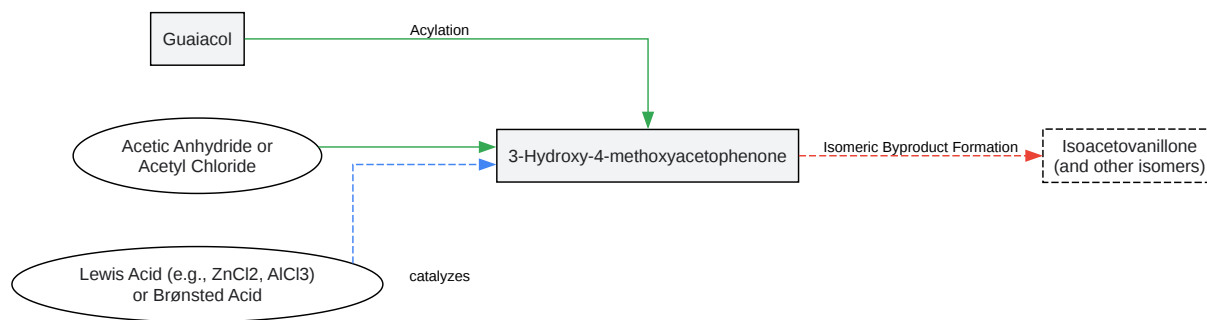 Guaiacol
Acylation
Acetic Anhydride or
Acetyl Chloride
3-Hydroxy-4-methoxyacetophenone
Isomeric Byproduct Formation
Isoacetovanillone
(and other isomers)
Lewis Acid (e.g., ZnCl2, AlCl3)
or Brønsted Acid
catalyzes